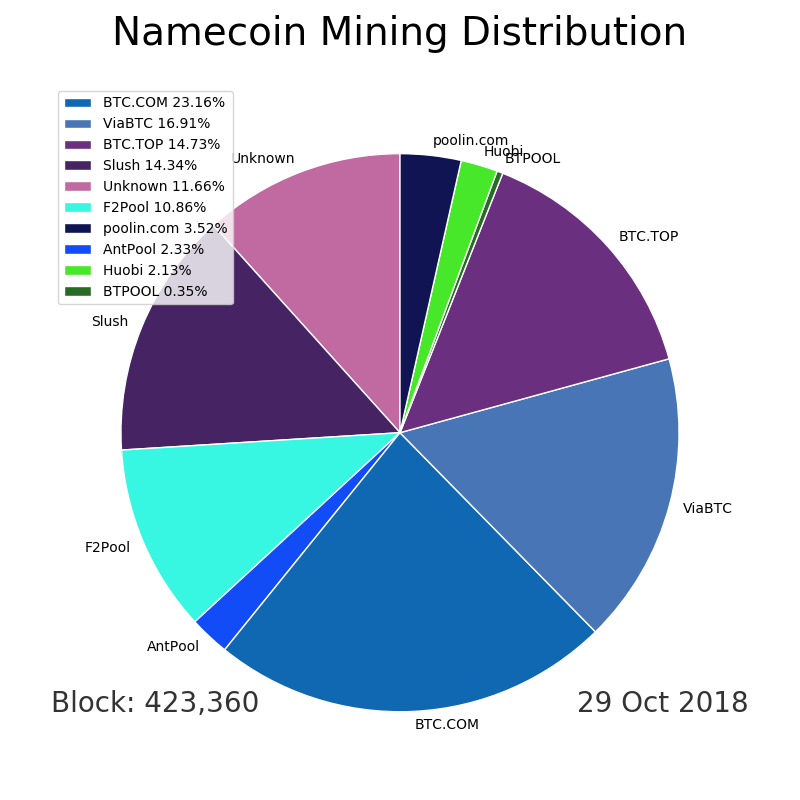 Namecoin Mining Distribution
BTC.COM 23.16%
ViaBTC 16.91%
BTC.TOP 14.73%
Slush 14.34%
Unknown 11.66%
F2Pool 10.86%
poolin.com 3.52%
AntPool 2.33%
Huobi 2.13%
BTPOOL 0.35%
poolin.com
Huobi
BTPOOL
Unknown
BTC.TOP
Slush
ViaBTC
F2Pool
AntPool
BTC.COM
Block: 423,360
29 Oct 2018